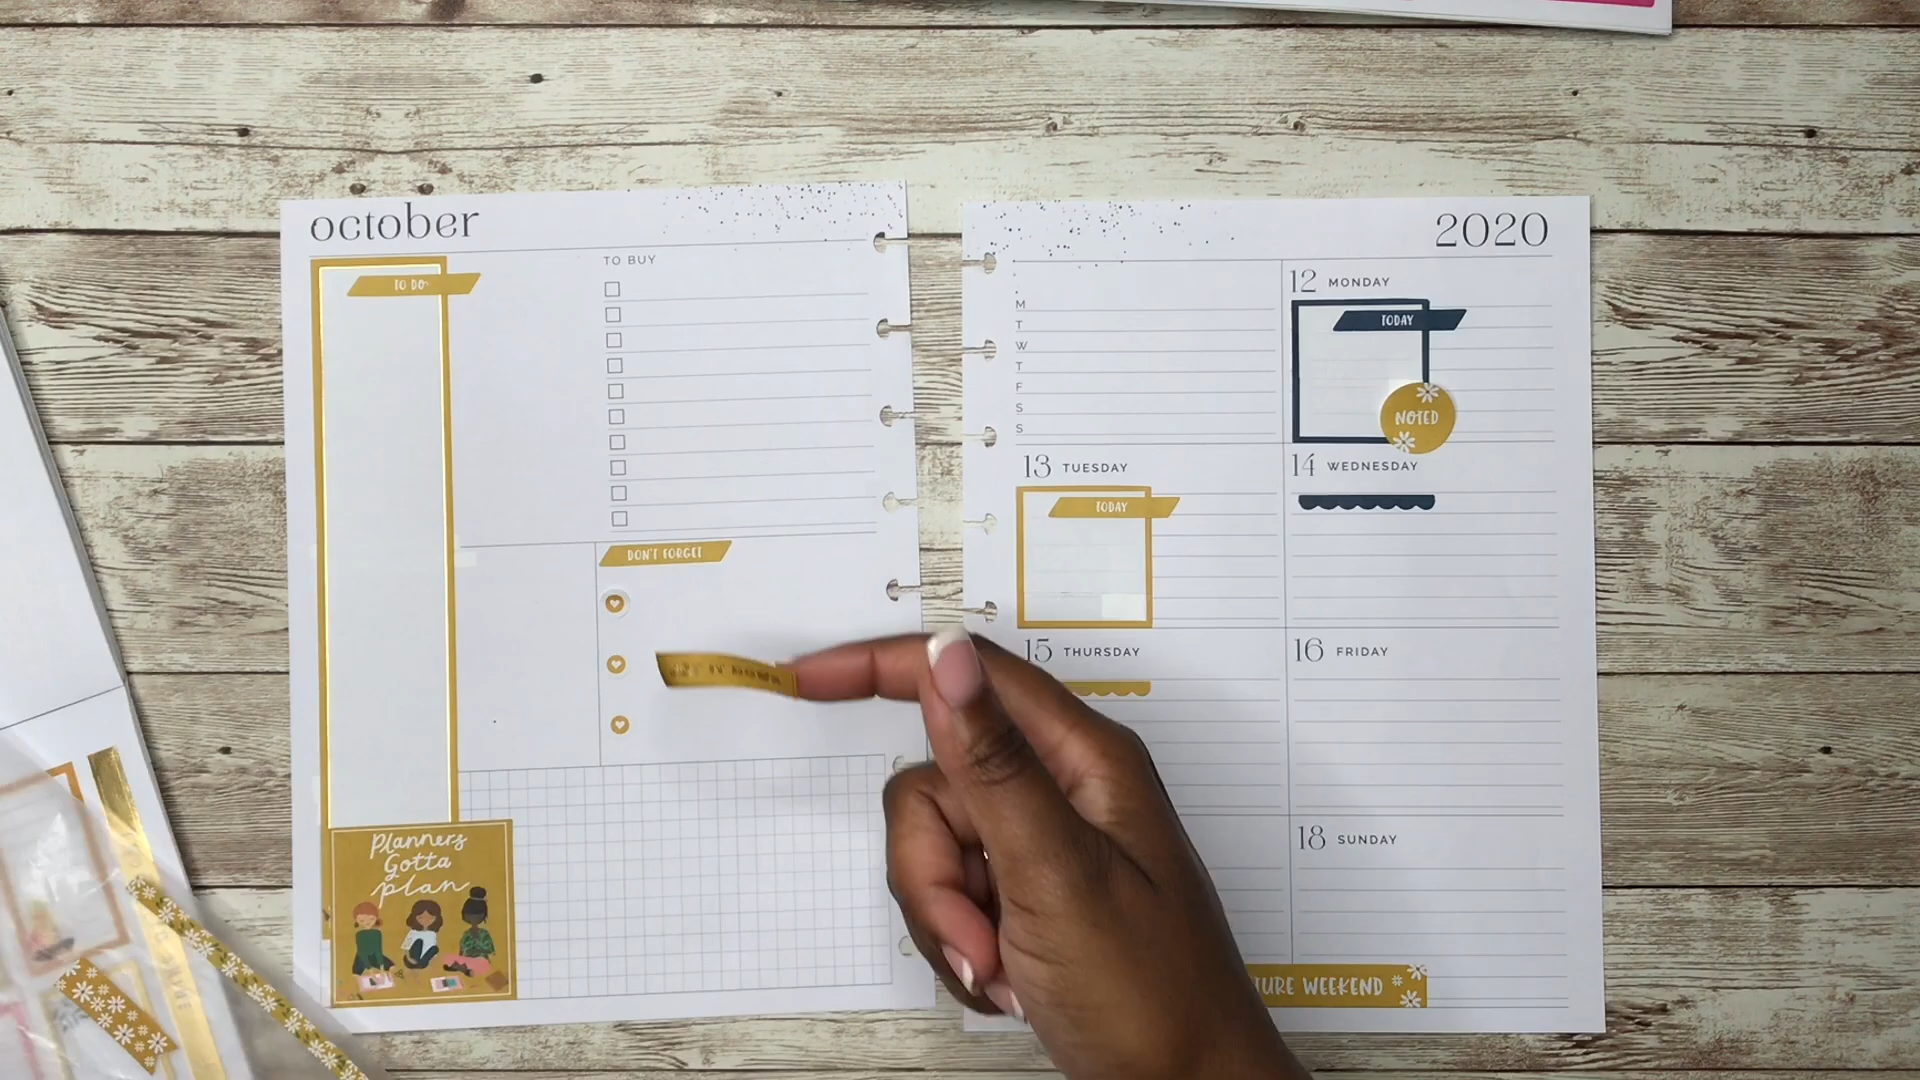 october
TO DO
TO BUY
DON'T FORGET
Planners
Gotta
plan
2020
M
T
W
T
F
S
S
12 MONDAY
TODAY
NOTED
13 TUESDAY
TODAY
14 WEDNESDAY
15 THURSDAY
16 FRIDAY
18 SUNDAY
WEEKEND